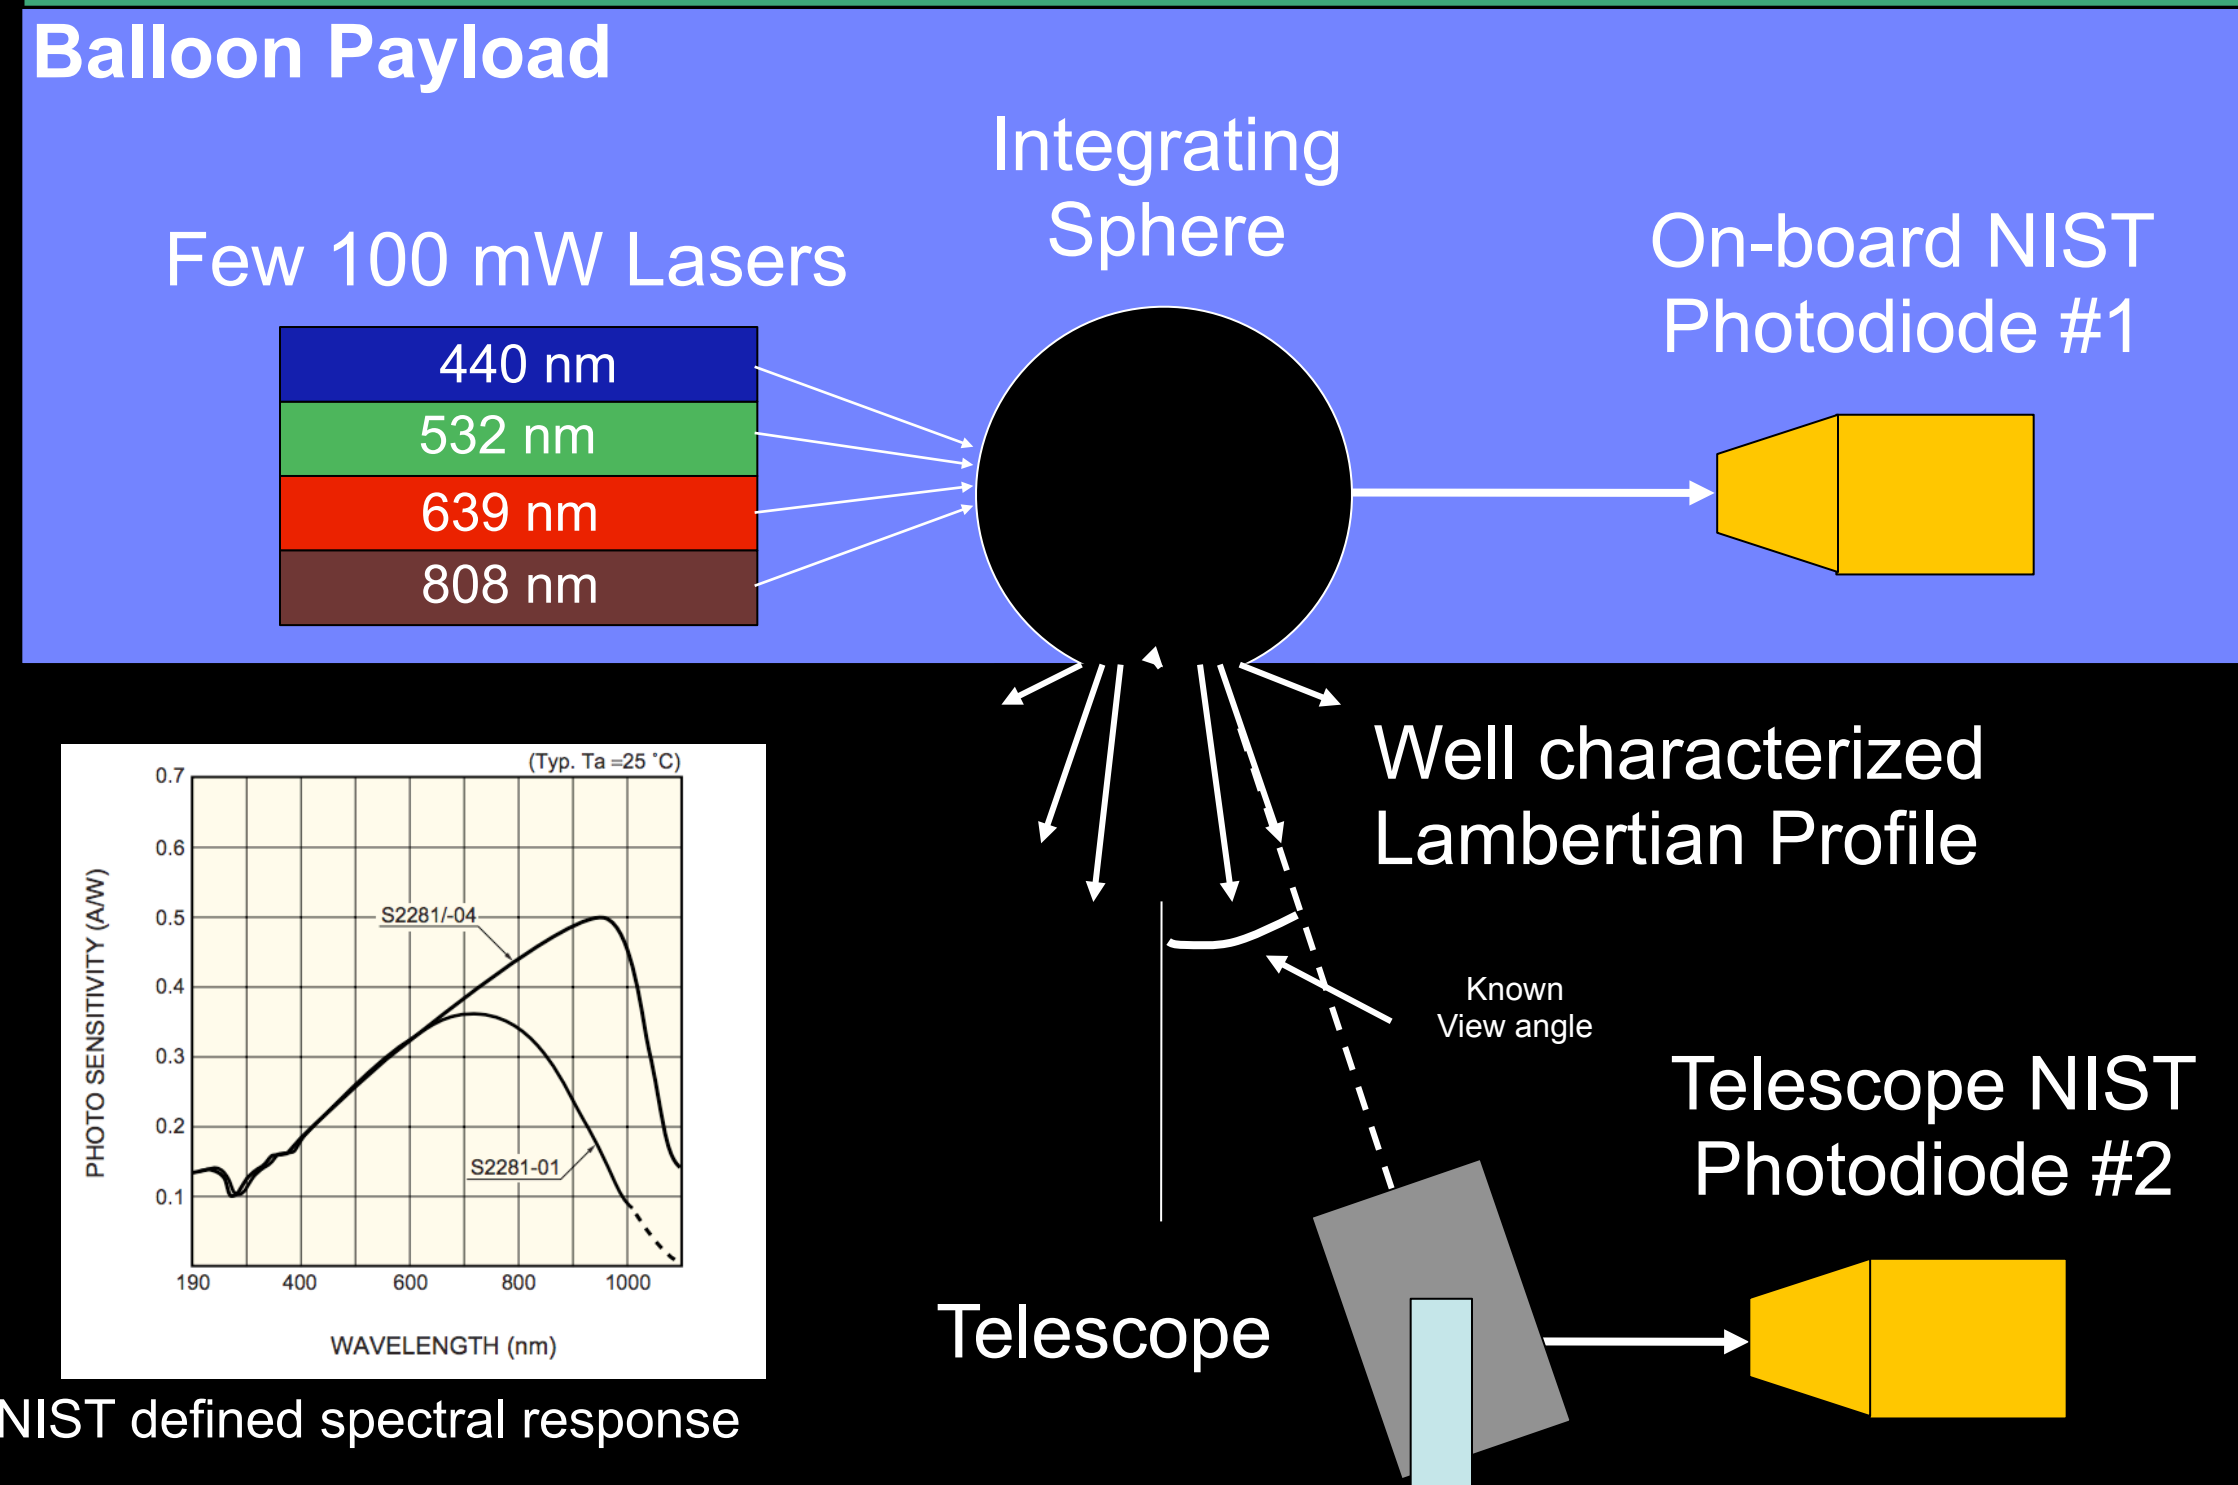 Balloon Payload
Integrating
Sphere
Few 100 mW Lasers
On-board NIST
Photodiode #1
440 nm
532 nm
639 nm
808 nm
Well characterized
Lambertian Profile
Known
View angle
Telescope NIST
Photodiode #2
Telescope
(Typ. Ta =25 ˚C)
0.7
0.6
0.5
0.4
0.3
0.2
0.1
PHOTO SENSITIVITY (A/W)
S2281/-04
S2281-01
190 400 600 800 1000
WAVELENGTH (nm)
NIST defined spectral response